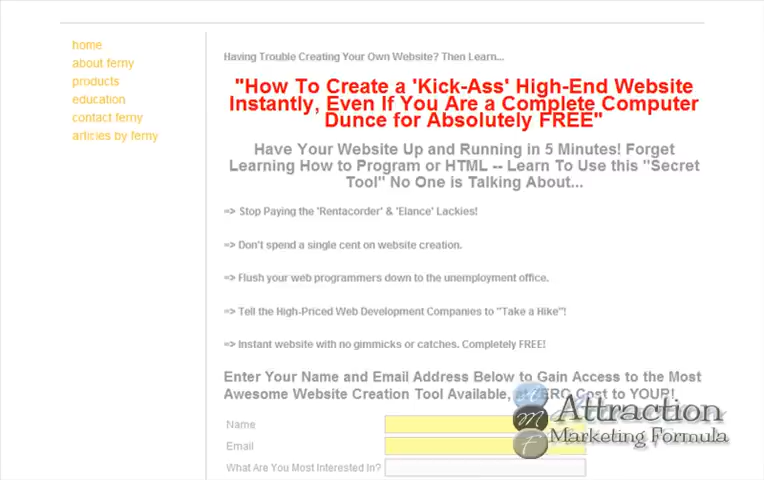 home
about ferny
products
education
contact ferny
articles by ferny
Having Trouble Creating Your Own Website? Then Learn...
"How To Create a 'Kick-Ass' High-End Website
Instantly, Even If You Are a Complete Computer
Dunce for Absolutely FREE"
Have Your Website Up and Running in 5 Minutes! Forget
Learning How to Program or HTML -- Learn To Use this "Secret
Tool" No One is Talking About...
=> Stop Paying the 'Rentacorder' & 'Elance' Lackies!
=> Don't spend a single cent on website creation.
=> Flush your web programmers down to the unemployment office.
=> Tell the High-Priced Web Development Companies to "Take a Hike"!
=> Instant website with no gimmicks or catches. Completely FREE!
Enter Your Name and Email Address Below to Gain Access to the Most
Awesome Website Creation Tool Available, at ZERO Cost to YOUR!
Name
Email
What Are You Most Interested In?
M
F
Attraction
Marketing Formula